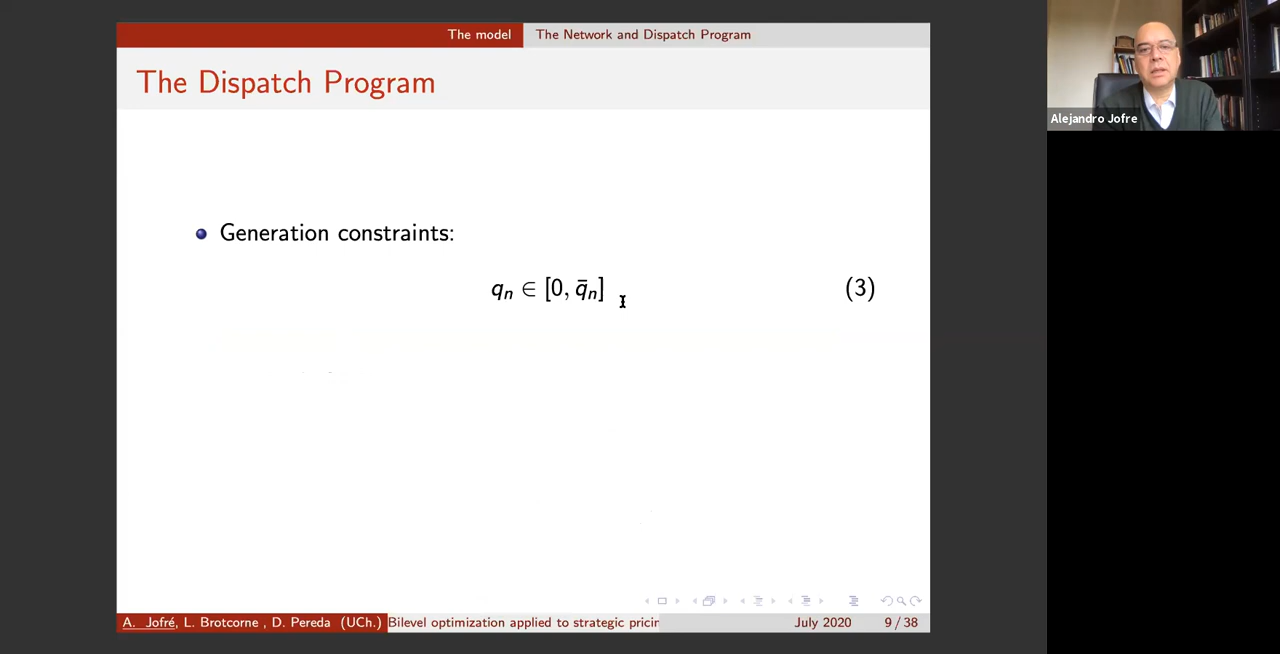 The model The Network and Dispatch Program
The Dispatch Program
Generation constraints:
qₙ ∈ [0, q̄ₙ] (3)
A. Jofré, L. Brotcorne , D. Pereda (UCh.) Bilevel optimization applied to strategic pricin July 2020 9 / 38
Alejandro Jofre